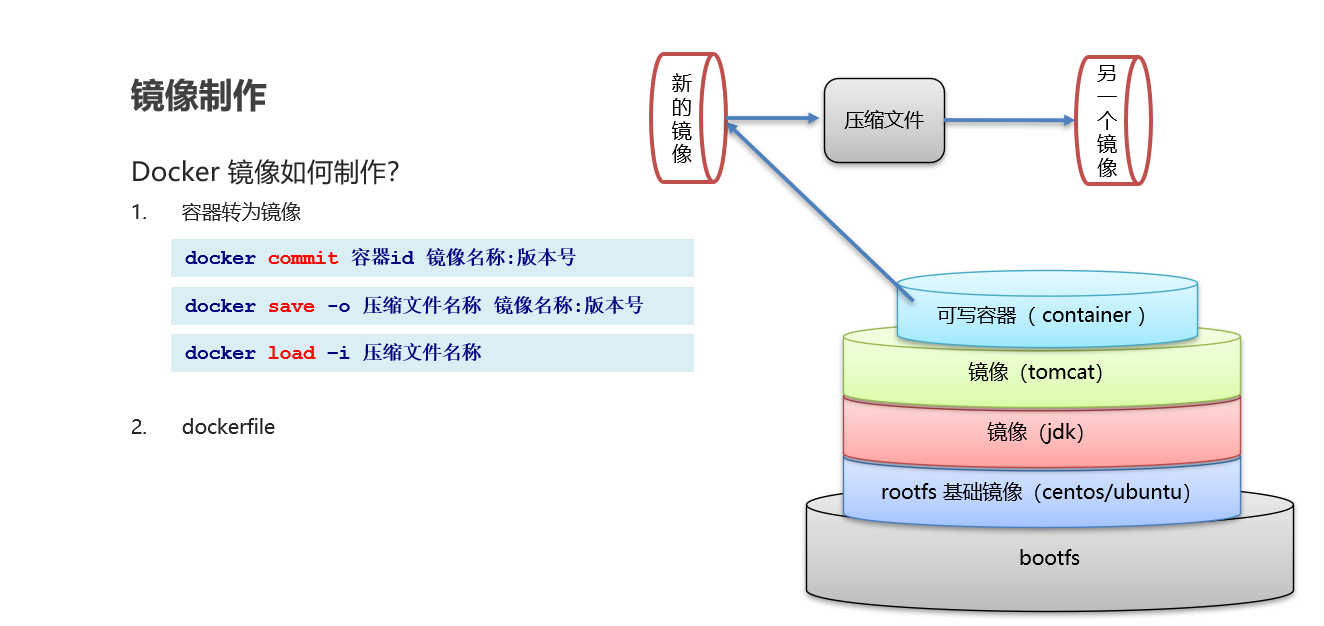 镜像制作
Docker 镜像如何制作？
1. 容器转为镜像
docker commit 容器id 镜像名称:版本号
docker save -o 压缩文件名称 镜像名称:版本号
docker load –i 压缩文件名称
2. dockerfile
新的镜像
压缩文件
另一个镜像
可写容器（ container ）
镜像（tomcat）
镜像（jdk）
rootfs 基础镜像（centos/ubuntu）
bootfs